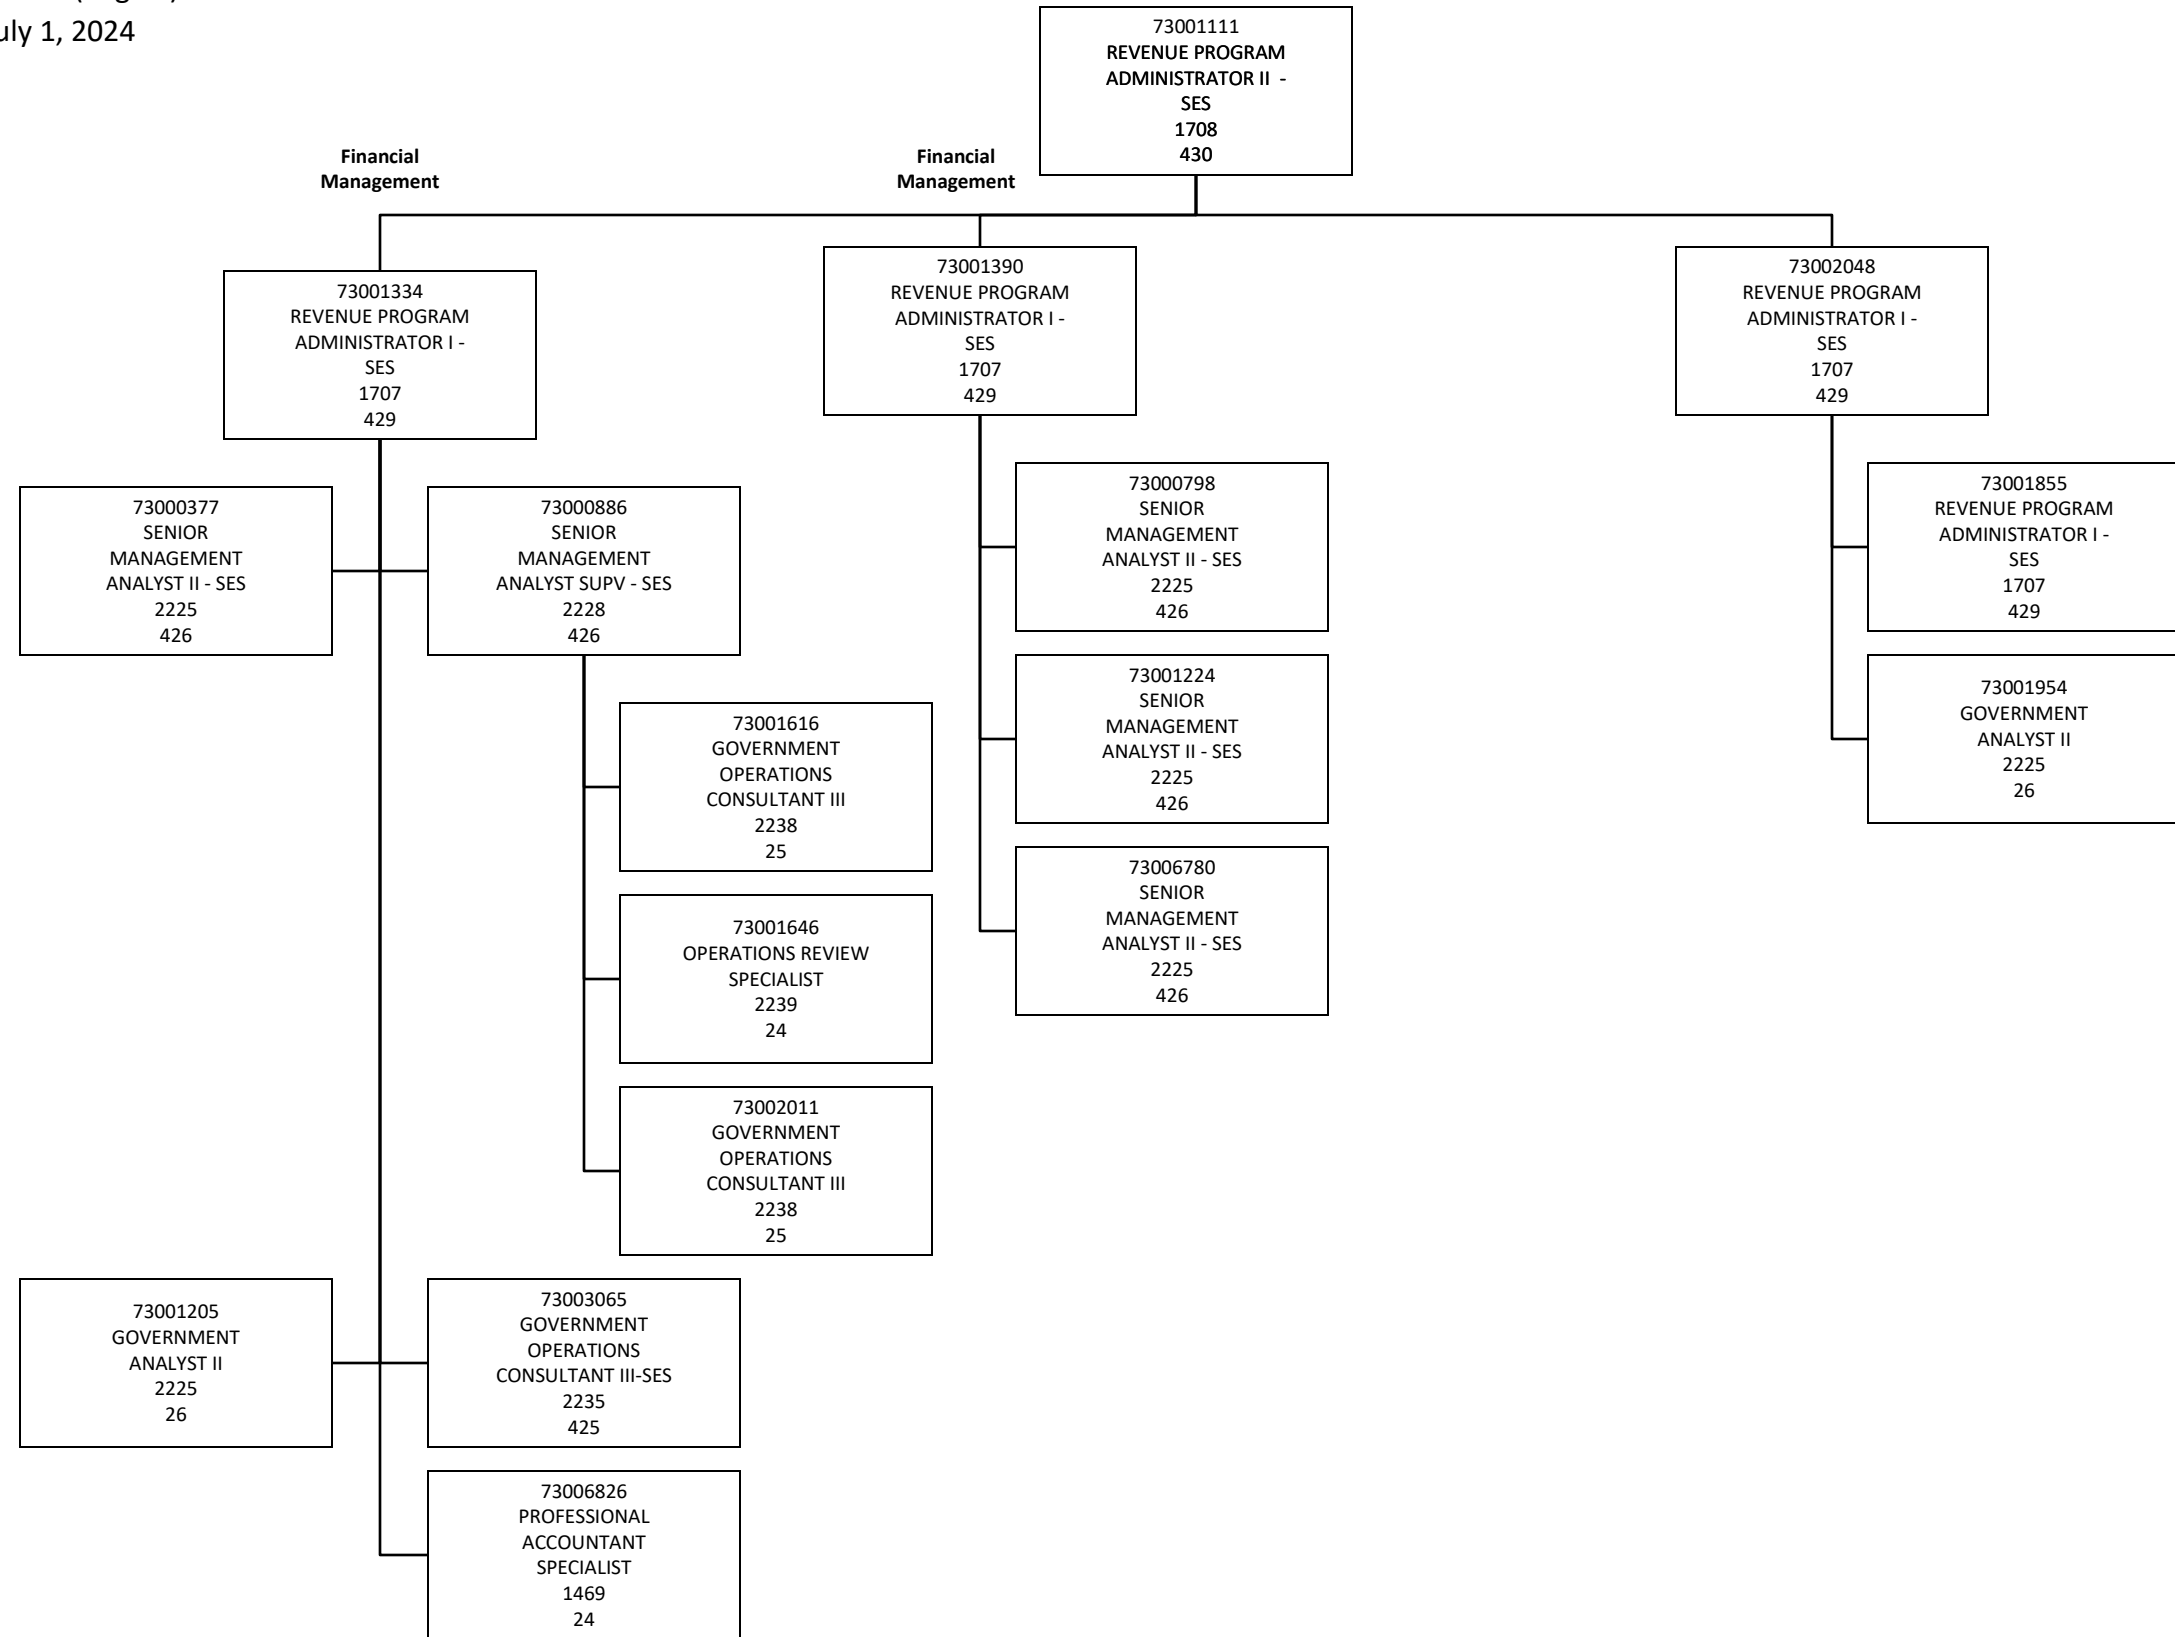 July 1, 2024
73001111
REVENUE PROGRAM
ADMINISTRATOR II -
SES
1708
430
Financial
Management
Financial
Management
73001334
REVENUE PROGRAM
ADMINISTRATOR I -
SES
1707
429
73001390
REVENUE PROGRAM
ADMINISTRATOR I -
SES
1707
429
73002048
REVENUE PROGRAM
ADMINISTRATOR I -
SES
1707
429
73000377
SENIOR
MANAGEMENT
ANALYST II - SES
2225
426
73000886
SENIOR
MANAGEMENT
ANALYST SUPV - SES
2228
426
73001616
GOVERNMENT
OPERATIONS
CONSULTANT III
2238
25
73001646
OPERATIONS REVIEW
SPECIALIST
2239
24
73002011
GOVERNMENT
OPERATIONS
CONSULTANT III
2238
25
73001205
GOVERNMENT
ANALYST II
2225
26
73003065
GOVERNMENT
OPERATIONS
CONSULTANT III-SES
2235
425
73006826
PROFESSIONAL
ACCOUNTANT
SPECIALIST
1469
24
73000798
SENIOR
MANAGEMENT
ANALYST II - SES
2225
426
73001224
SENIOR
MANAGEMENT
ANALYST II - SES
2225
426
73006780
SENIOR
MANAGEMENT
ANALYST II - SES
2225
426
73001855
REVENUE PROGRAM
ADMINISTRATOR I -
SES
1707
429
73001954
GOVERNMENT
ANALYST II
2225
26